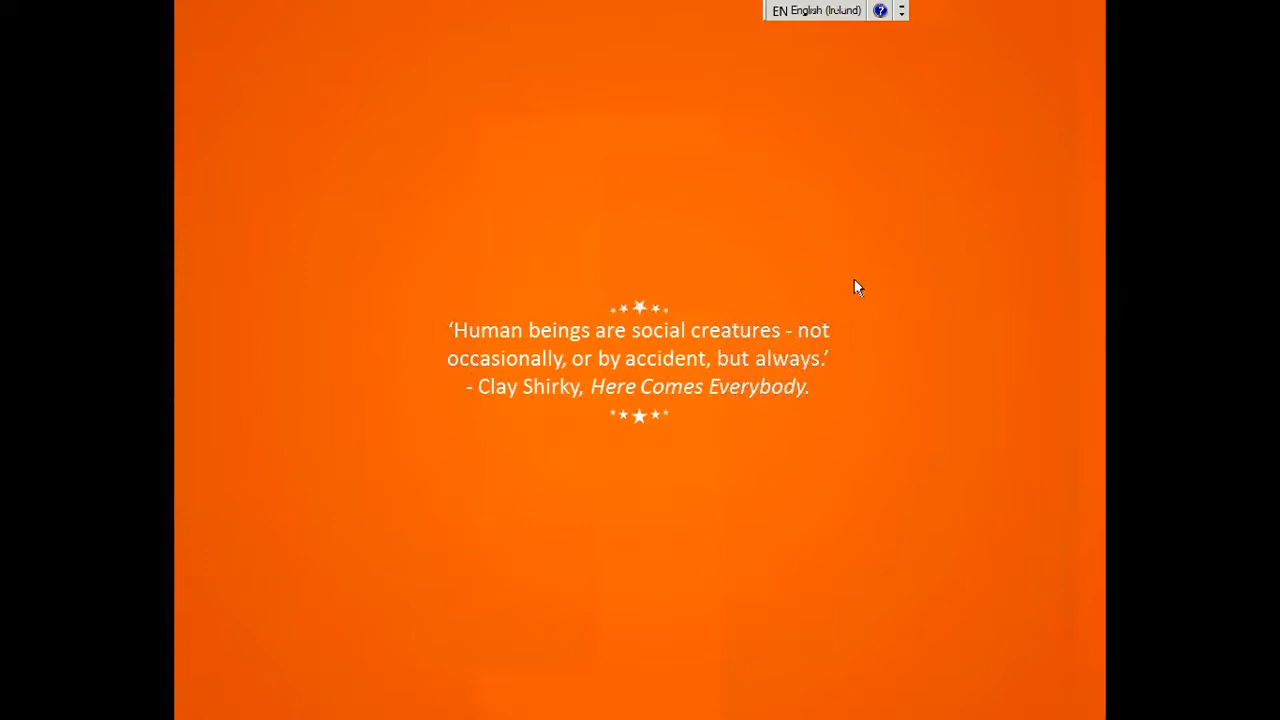 EN English (Ireland)
‘Human beings are social creatures - not
occasionally, or by accident, but always.’
- Clay Shirky, Here Comes Everybody.